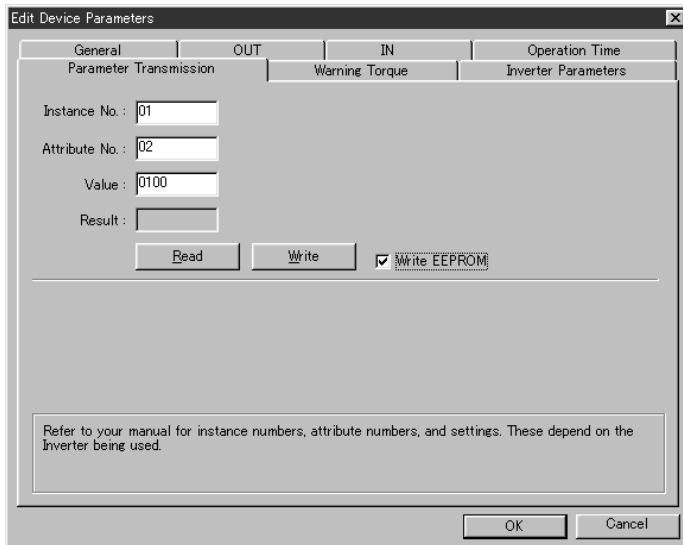 Edit Device Parameters
General OUT IN Operation Time
Parameter Transmission Warning Torque Inverter Parameters
Instance No. : 01
Attribute No. : 02
Value : 0100
Result :
Read Write Write EEPROM
Refer to your manual for instance numbers, attribute numbers, and settings. These depend on the
Inverter being used.
OK Cancel